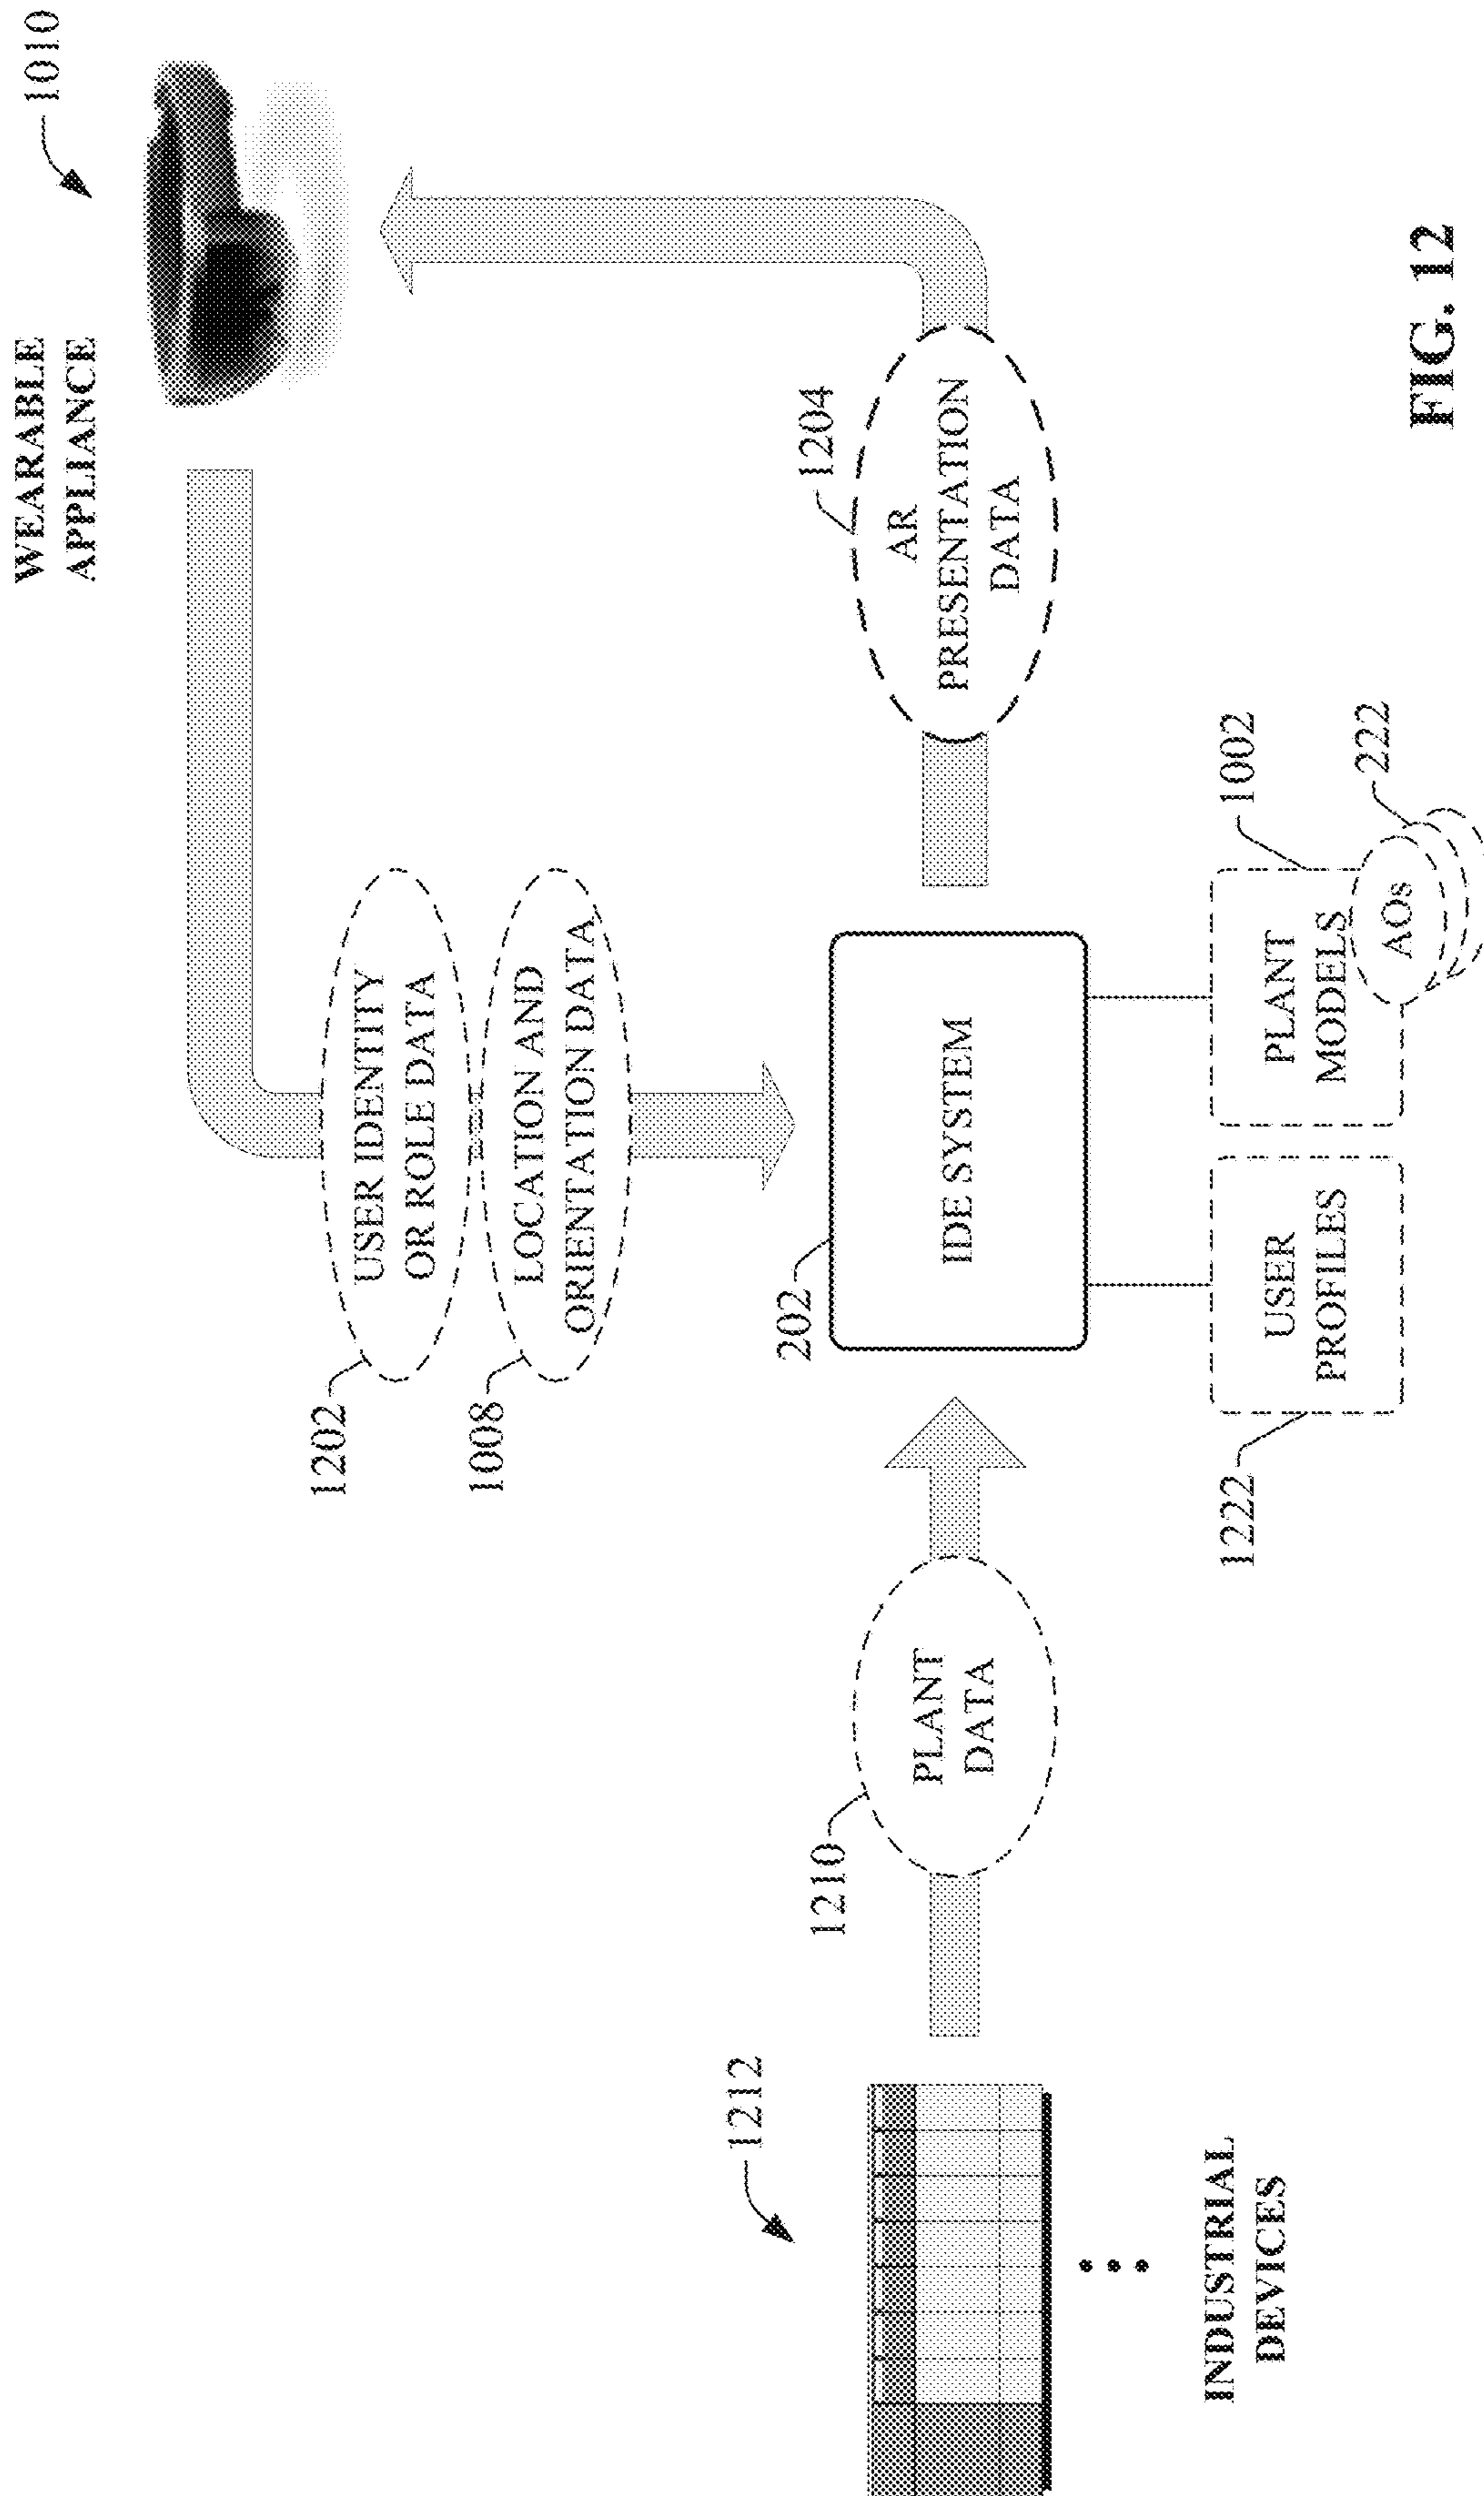 1010
WEARABLE
APPLIANCE
1202
USER IDENTITY
OR ROLE DATA
1008
LOCATION AND
ORIENTATION DATA
1212
INDUSTRIAL
DEVICES
1210
PLANT
DATA
202
IDE SYSTEM
1204
AR
PRESENTATION
DATA
1222
USER
PROFILES
1002
PLANT
MODELS
222
AOs
FIG. 12